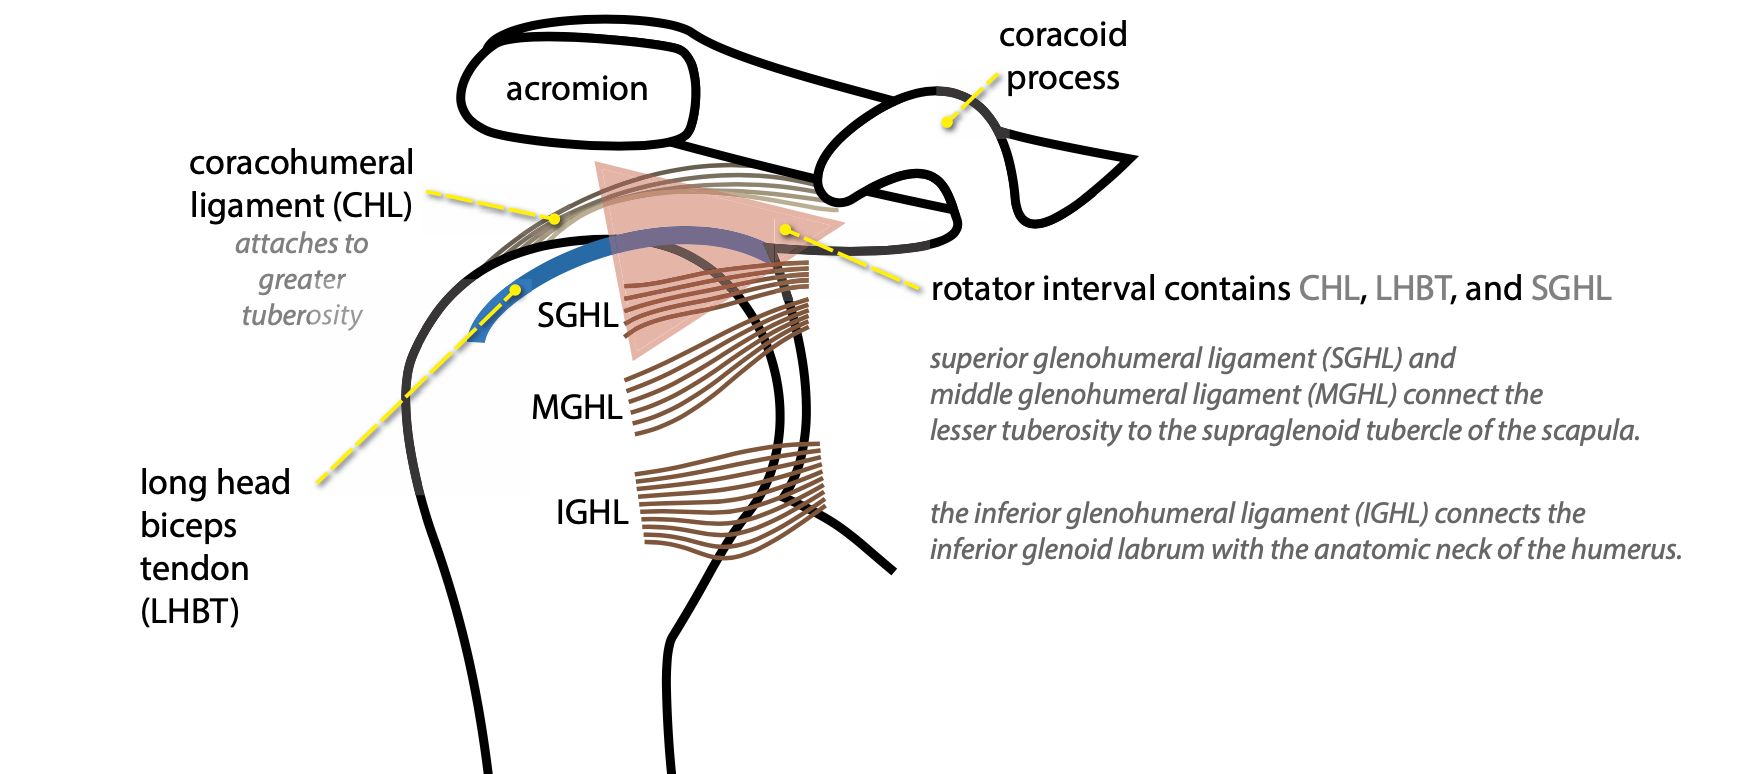 coracoid
process
acromion
coracohumeral
ligament (CHL)
attaches to
greater
tuberosity
rotator interval contains CHL, LHBT, and SGHL
SGHL
superior glenohumeral ligament (SGHL) and
middle glenohumeral ligament (MGHL) connect the
lesser tuberosity to the supraglenoid tubercle of the scapula.
MGHL
long head
biceps
tendon
(LHBT)
IGHL
the inferior glenohumeral ligament (IGHL) connects the
inferior glenoid labrum with the anatomic neck of the humerus.